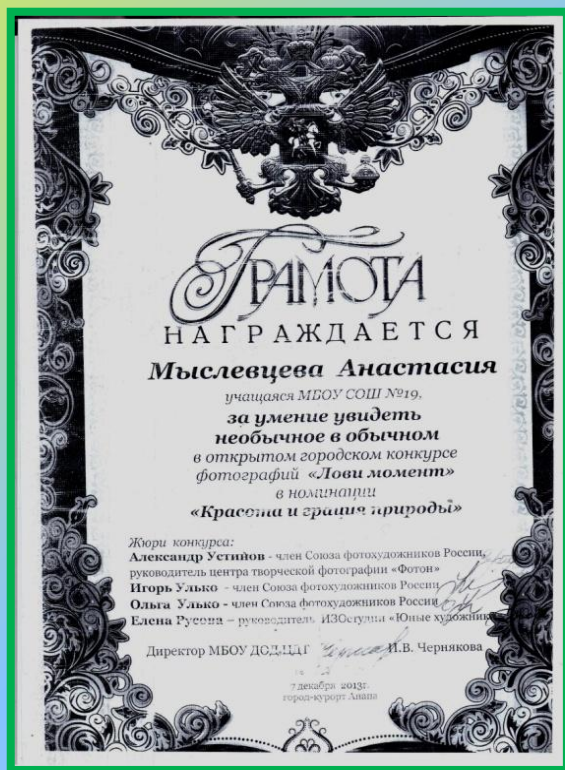 Грамота
НАГРАЖДАЕТСЯ
Мыслевцева Анастасия
учащаяся МБОУ СОШ №19,
за умение увидеть
необычное в обычном
в открытом городском конкурсе
фотографий «Лови момент»
в номинации
«Красота и грация природы»
Жюри конкурса:
Александр Устинов - член Союза фотохудожников России,
руководитель центра творческой фотографии «Фотон»
Игорь Улько - член Союза фотохудожников России
Ольга Улько - член Союза фотохудожников России
Елена Русова – руководитель ИЗОстудии «Юные художник
Директор МБОУ ДОД ЦДТ И.В. Чернякова
7 декабря 2013г.
город-курорт Анапа